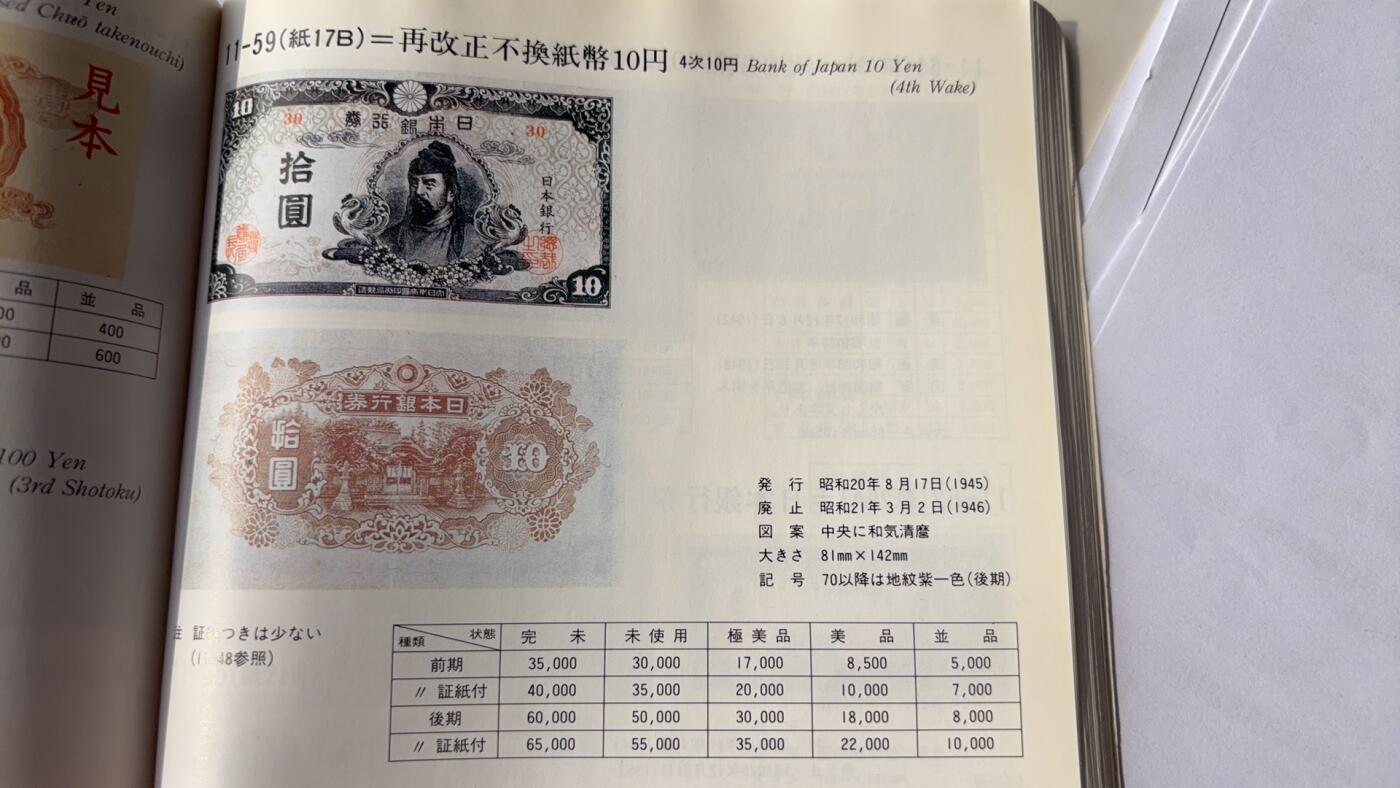 Yen
sed Chuō takenouchi)
見本
品 並 品
00 400
00 600
100 Yen
(3rd Shotoku)
11-59(紙17B)=再改正不換紙幣10円 4次10円 Bank of Japan 10 Yen
(4th Wake)
10
30 券行銀本日 30
拾圓
日本銀行
10
券行銀本日
拾圓
10
発 行 昭和20年8月17日(1945)
廃 止 昭和21年3月2日(1946)
図 案 中央に和気清麿
大きさ 81mm×142mm
記 号 70以降は地紋紫一色(後期)
注 証紙つきは少ない
(11-48参照)
種類 状態 完 未 未使用 極美品 美 品 並 品
前期 35,000 30,000 17,000 8,500 5,000
〃 証紙付 40,000 35,000 20,000 10,000 7,000
後期 60,000 50,000 30,000 18,000 8,000
〃 証紙付 65,000 55,000 35,000 22,000 10,000